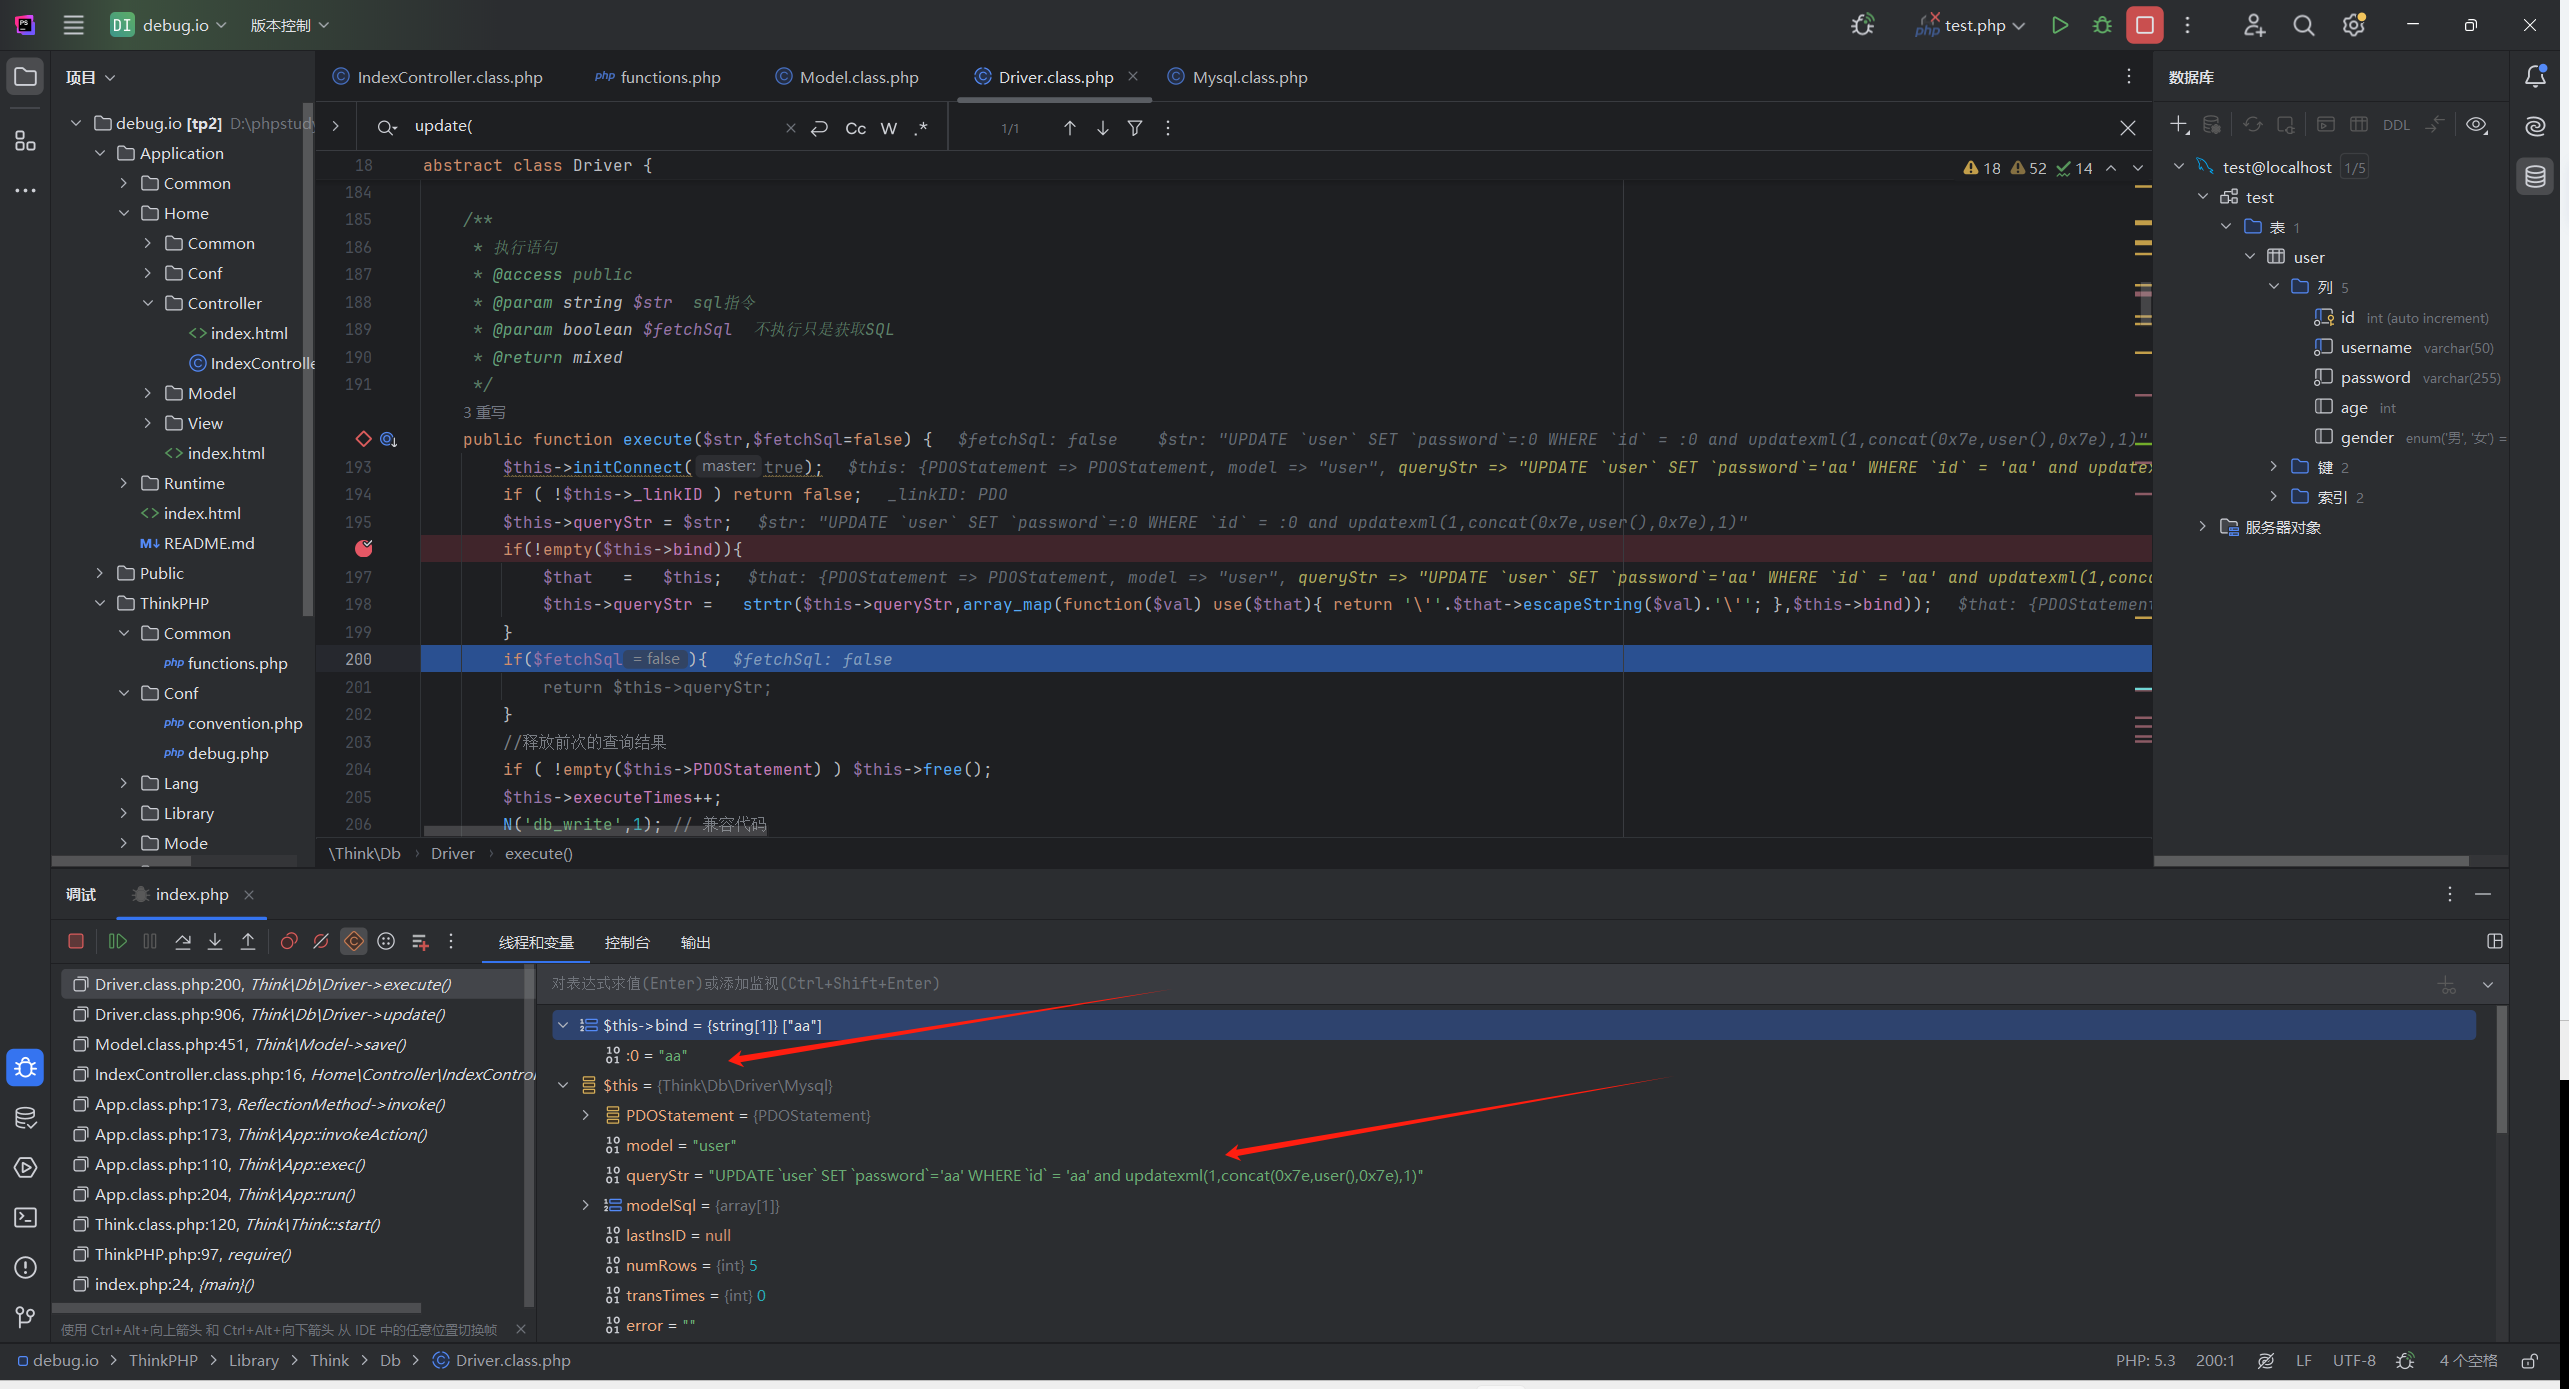 DI debug.io 版本控制 test.php
项目
debug.io [tp2] D:\phpstudy
Application
Common
Home
Common
Conf
Controller
index.html
IndexControlle
Model
View
index.html
Runtime
index.html
README.md
Public
ThinkPHP
Common
functions.php
Conf
convention.php
debug.php
Lang
Library
Mode
IndexController.class.php functions.php Model.class.php Driver.class.php Mysql.class.php
update( Cc W .* 1/1
18 abstract class Driver { 18 52 14
184
185 /**
186 * 执行语句
187 * @access public
188 * @param string $str sql指令
189 * @param boolean $fetchSql 不执行只是获取SQL
190 * @return mixed
191 */
3 重写
public function execute($str,$fetchSql=false) { $fetchSql: false $str: "UPDATE `user` SET `password`=:0 WHERE `id` = :0 and updatexml(1,concat(0x7e,user(),0x7e),1)"
193 $this->initConnect( master: true); $this: {PDOStatement => PDOStatement, model => "user", queryStr => "UPDATE `user` SET `password`='aa' WHERE `id` = 'aa' and updatex
194 if ( !$this->_linkID ) return false; _linkID: PDO
195 $this->queryStr = $str; $str: "UPDATE `user` SET `password`=:0 WHERE `id` = :0 and updatexml(1,concat(0x7e,user(),0x7e),1)"
if(!empty($this->bind)){
197 $that = $this; $that: {PDOStatement => PDOStatement, model => "user", queryStr => "UPDATE `user` SET `password`='aa' WHERE `id` = 'aa' and updatexml(1,conca
198 $this->queryStr = strtr($this->queryStr,array_map(function($val) use($that){ return '\''.$that->escapeString($val).'\''; },$this->bind)); $that: {PDOStatement
199 }
200 if($fetchSql = false ){ $fetchSql: false
201 return $this->queryStr;
202 }
203 //释放前次的查询结果
204 if ( !empty($this->PDOStatement) ) $this->free();
205 $this->executeTimes++;
206 N('db_write',1); // 兼容代码
\Think\Db › Driver › execute()
数据库
DDL
test@localhost 1/5
test
表 1
user
列 5
id int (auto increment)
username varchar(50)
password varchar(255)
age int
gender enum('男', '女') =
键 2
索引 2
服务器对象
调试 index.php
线程和变量 控制台 输出
Driver.class.php:200, Think\Db\Driver->execute()
Driver.class.php:906, Think\Db\Driver->update()
Model.class.php:451, Think\Model->save()
IndexController.class.php:16, Home\Controller\IndexControl
App.class.php:173, ReflectionMethod->invoke()
App.class.php:173, Think\App::invokeAction()
App.class.php:110, Think\App::exec()
App.class.php:204, Think\App::run()
Think.class.php:120, Think\Think::start()
ThinkPHP.php:97, require()
index.php:24, {main}()
使用 Ctrl+Alt+向上箭头 和 Ctrl+Alt+向下箭头 从 IDE 中的任意位置切换帧
对表达式求值(Enter)或添加监视(Ctrl+Shift+Enter)
$this->bind = {string[1]} ["aa"]
:0 = "aa"
$this = {Think\Db\Driver\Mysql}
PDOStatement = {PDOStatement}
model = "user"
queryStr = "UPDATE `user` SET `password`='aa' WHERE `id` = 'aa' and updatexml(1,concat(0x7e,user(),0x7e),1)"
modelSql = {array[1]}
lastInsID = null
numRows = {int} 5
transTimes = {int} 0
error = ""
debug.io › ThinkPHP › Library › Think › Db › Driver.class.php PHP: 5.3 200:1 LF UTF-8 4 个空格